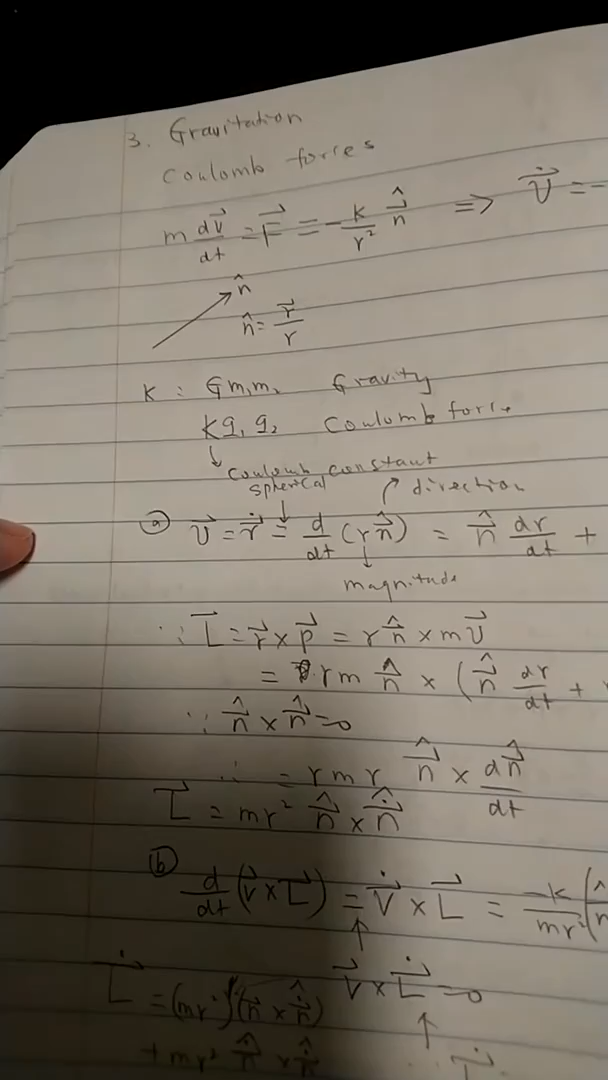 3. Gravitation
Coulomb forces
m dv⃗/dt = F⃗ = -k/r² n̂ ⇒ v⃗̇ = -
n̂
n̂ = r⃗/r
K : Gm₁m₂ Gravity
Kq₁q₂ Coulomb force
↓ Coulomb constant
spherical direction
ⓐ v⃗ = r⃗̇ = d/dt (r n̂) = n̂ dr/dt +
magnitude
∵ L⃗ = r⃗ × p⃗ = r n̂ × m v⃗
= rm n̂ × (n̂ dr/dt +
∵ n̂ × n̂ = 0
∴ = rmr n̂ × dn̂/dt
L⃗ = mr² n̂ × n̂̇
ⓑ d/dt (v⃗ × L⃗) = v⃗̇ × L⃗ = -k/mr² (n̂
↑
L⃗̇ = (mr²)̇ (n̂ × n̂̇) v⃗ × L⃗̇ = 0
+ mr² n̂̇ × n̂̇ ↑